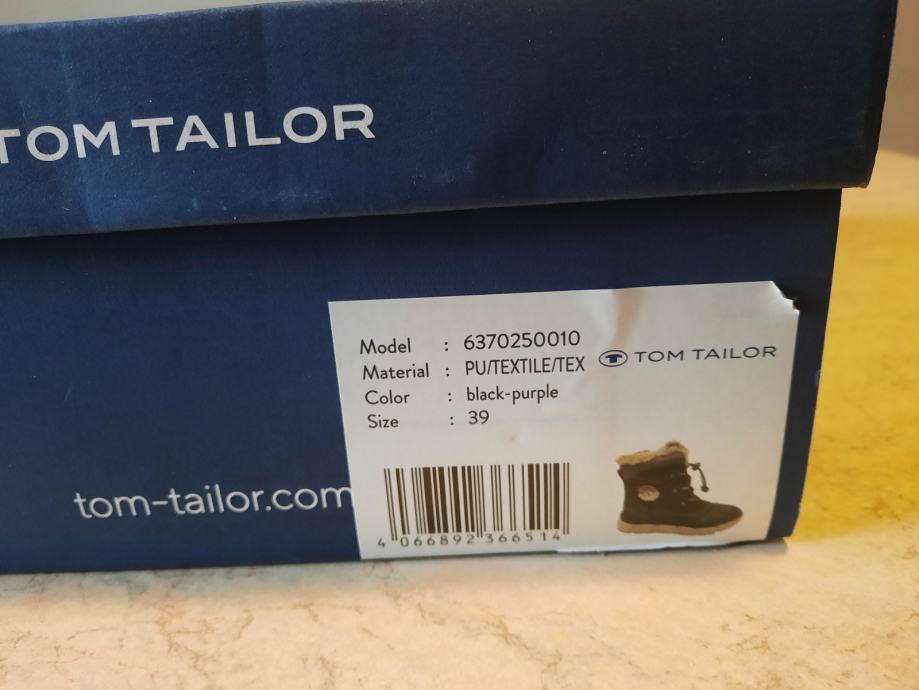 TOM TAILOR
Model : 6370250010
Material : PU/TEXTILE/TEX
Color : black-purple
Size : 39
TOM TAILOR
tom-tailor.com
4 066892 366514